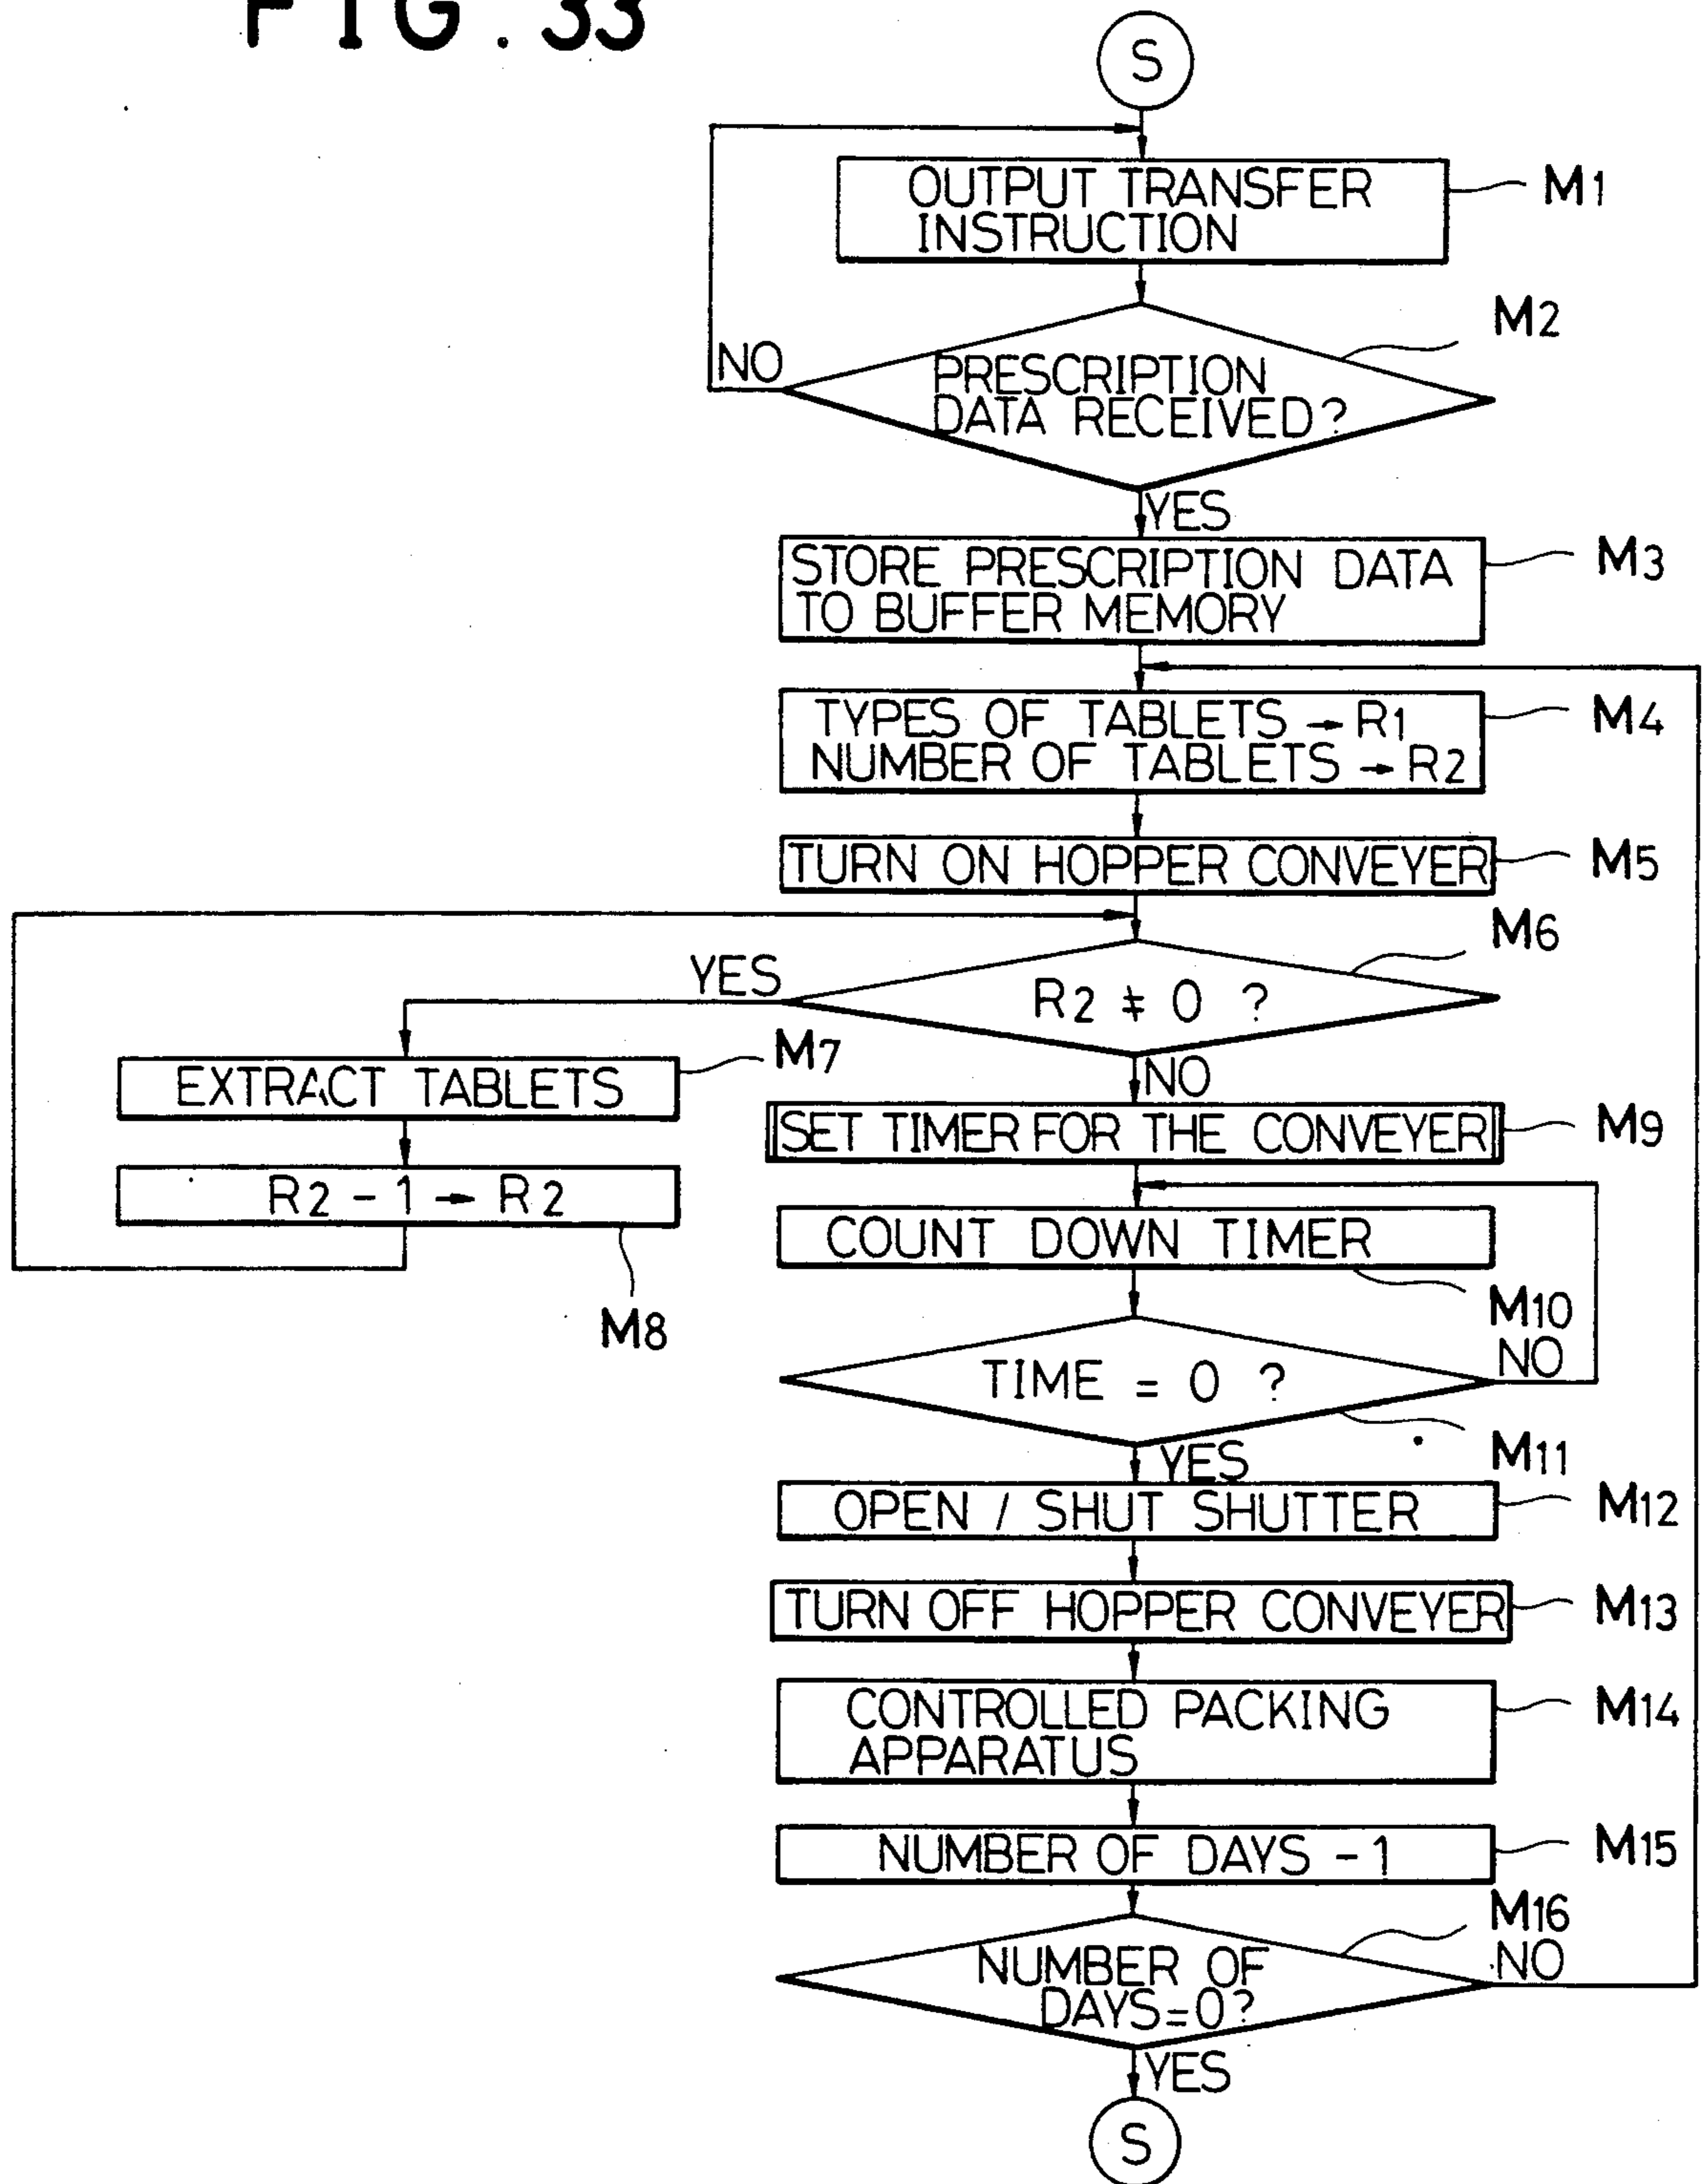 FIG. 33
S
OUTPUT TRANSFER
INSTRUCTION
M1
M2
NO
PRESCRIPTION
DATA RECEIVED?
YES
STORE PRESCRIPTION DATA
TO BUFFER MEMORY
M3
TYPES OF TABLETS → R1
NUMBER OF TABLETS → R2
M4
TURN ON HOPPER CONVEYER
M5
M6
YES
R2 ≠ 0 ?
NO
M7
EXTRACT TABLETS
R2 - 1 → R2
M8
SET TIMER FOR THE CONVEYER
M9
COUNT DOWN TIMER
M10
NO
TIME = 0 ?
M11
YES
OPEN / SHUT SHUTTER
M12
TURN OFF HOPPER CONVEYER
M13
CONTROLLED PACKING
APPARATUS
M14
NUMBER OF DAYS - 1
M15
M16
NO
NUMBER OF
DAYS=0?
YES
S